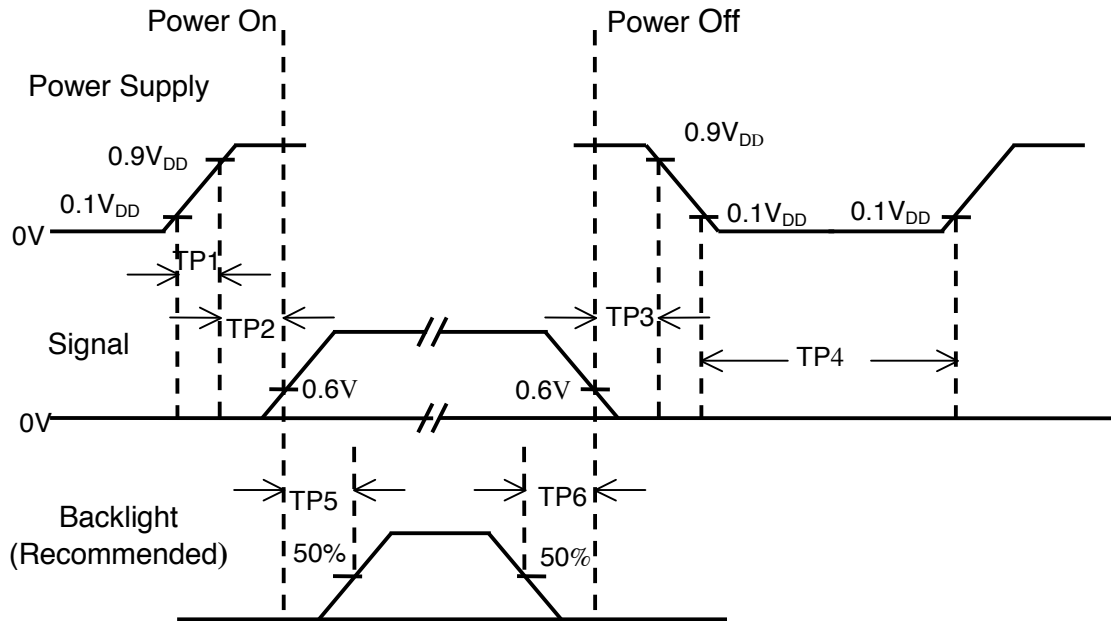 Power On
Power Off
Power Supply
0.9VDD
0.9VDD
0.1VDD
0.1VDD
0.1VDD
0V
TP1
TP2
TP3
TP4
Signal
0.6V
0.6V
0V
TP5
TP6
Backlight
(Recommended)
50%
50%